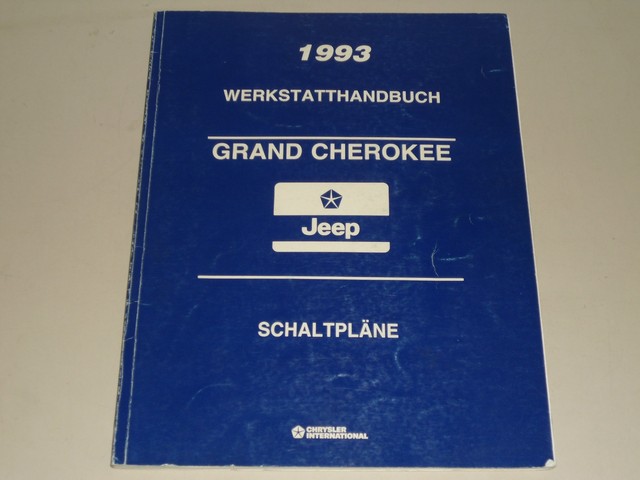 1993
WERKSTATTHANDBUCH
GRAND CHEROKEE
Jeep
SCHALTPLÄNE
CHRYSLER
INTERNATIONAL